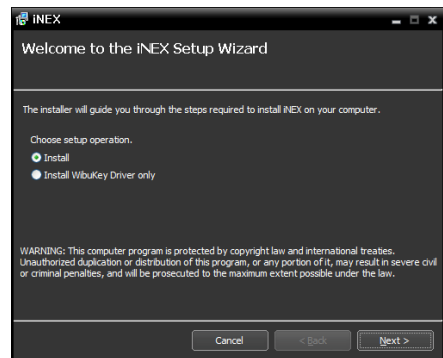 iNEX
Welcome to the iNEX Setup Wizard
The installer will guide you through the steps required to install iNEX on your computer.
Choose setup operation.
Install
Install WibuKey Driver only
WARNING: This computer program is protected by copyright law and international treaties.
Unauthorized duplication or distribution of this program, or any portion of it, may result in severe civil
or criminal penalties, and will be prosecuted to the maximum extent possible under the law.
Cancel < Back Next >